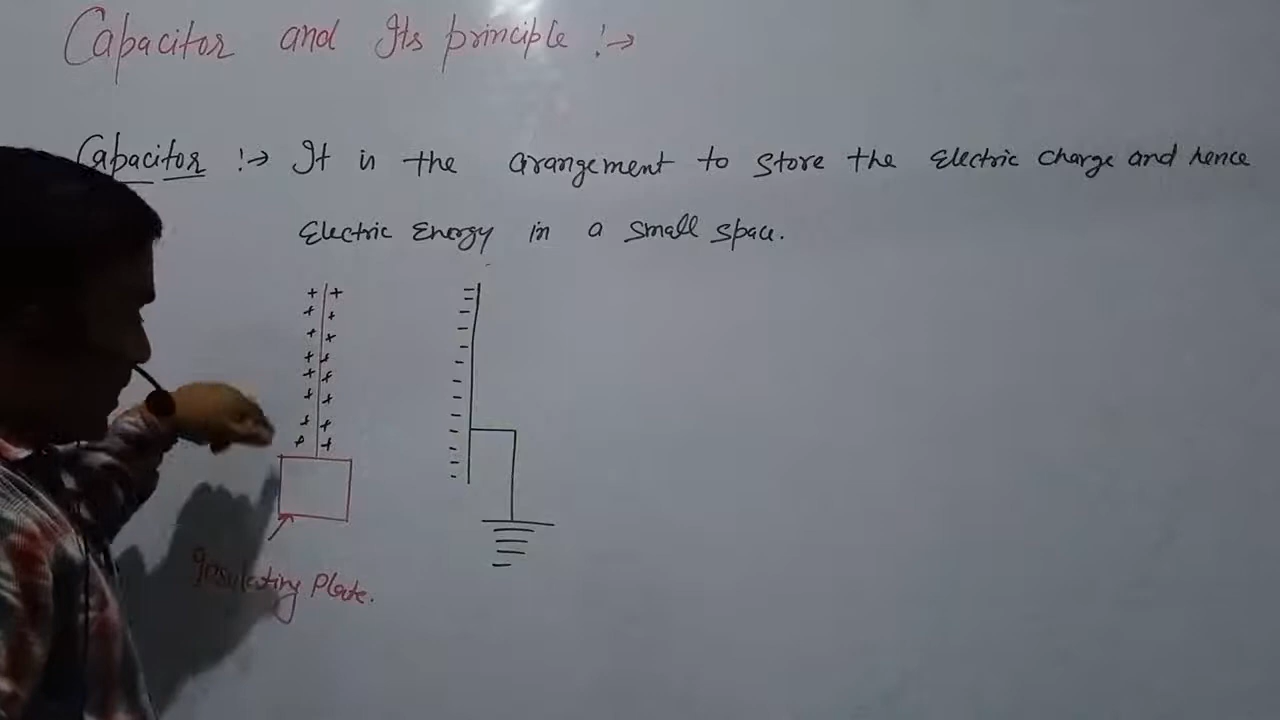 Capacitor and Its principle :→
Capacitor :→ It is the arangement to store the Electric charge and hence
Electric Energy in a small space.
Insulating Plate.